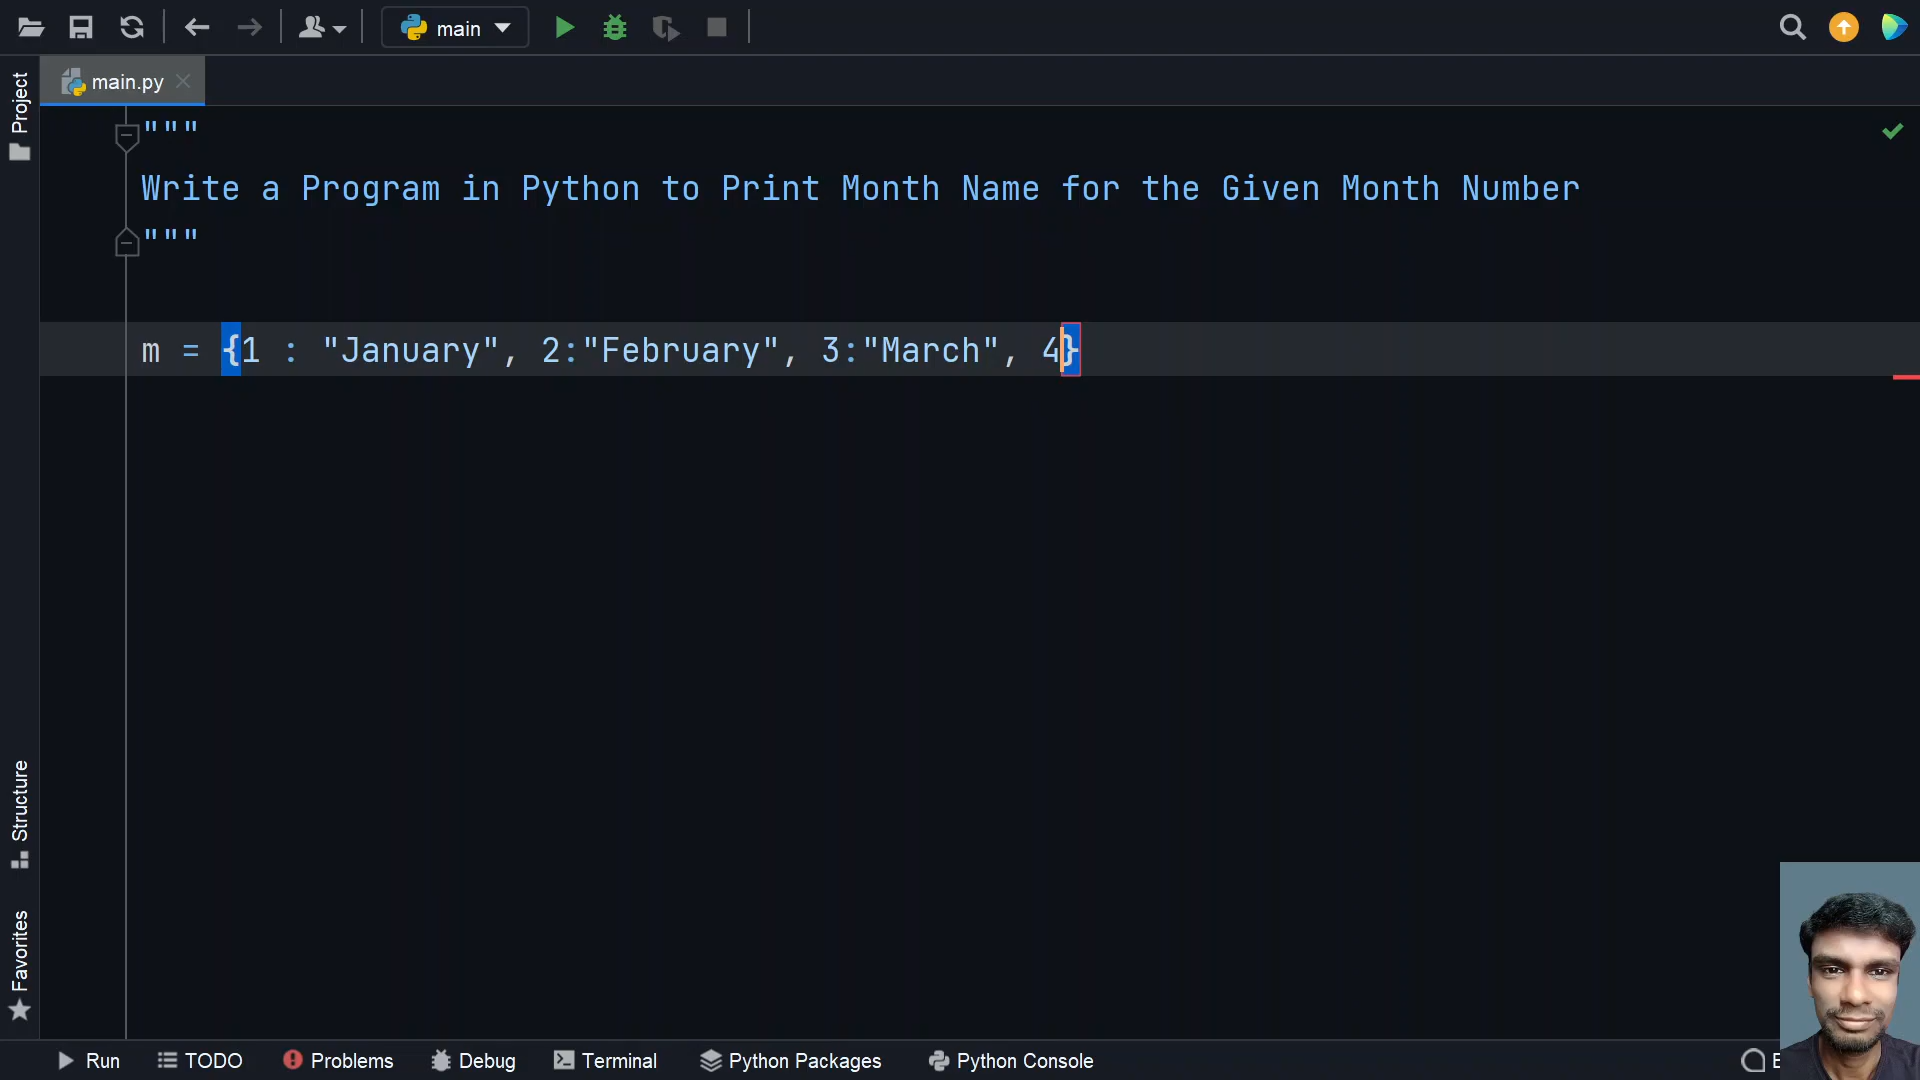 main
main.py
Project
"""
Write a Program in Python to Print Month Name for the Given Month Number
"""
m = {1 : "January", 2:"February", 3:"March", 4}
Structure
Favorites
Run
TODO
Problems
Debug
Terminal
Python Packages
Python Console